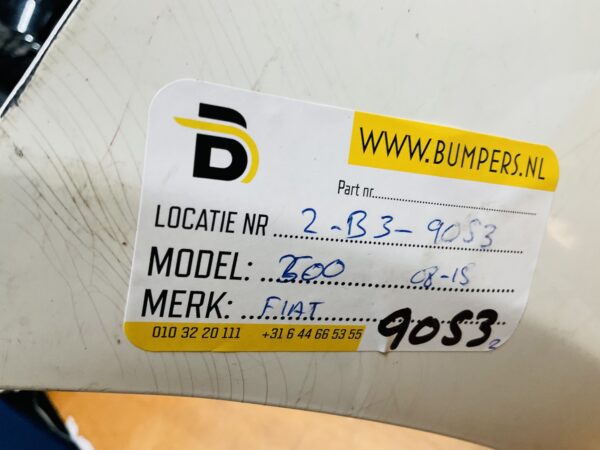 WWW.BUMPERS.NL
Part nr.
LOCATIE NR 2-B3-9053
MODEL: 500 08-15
MERK: FIAT
010 32 20 111 +31 6 44 66 53 55
9053
2